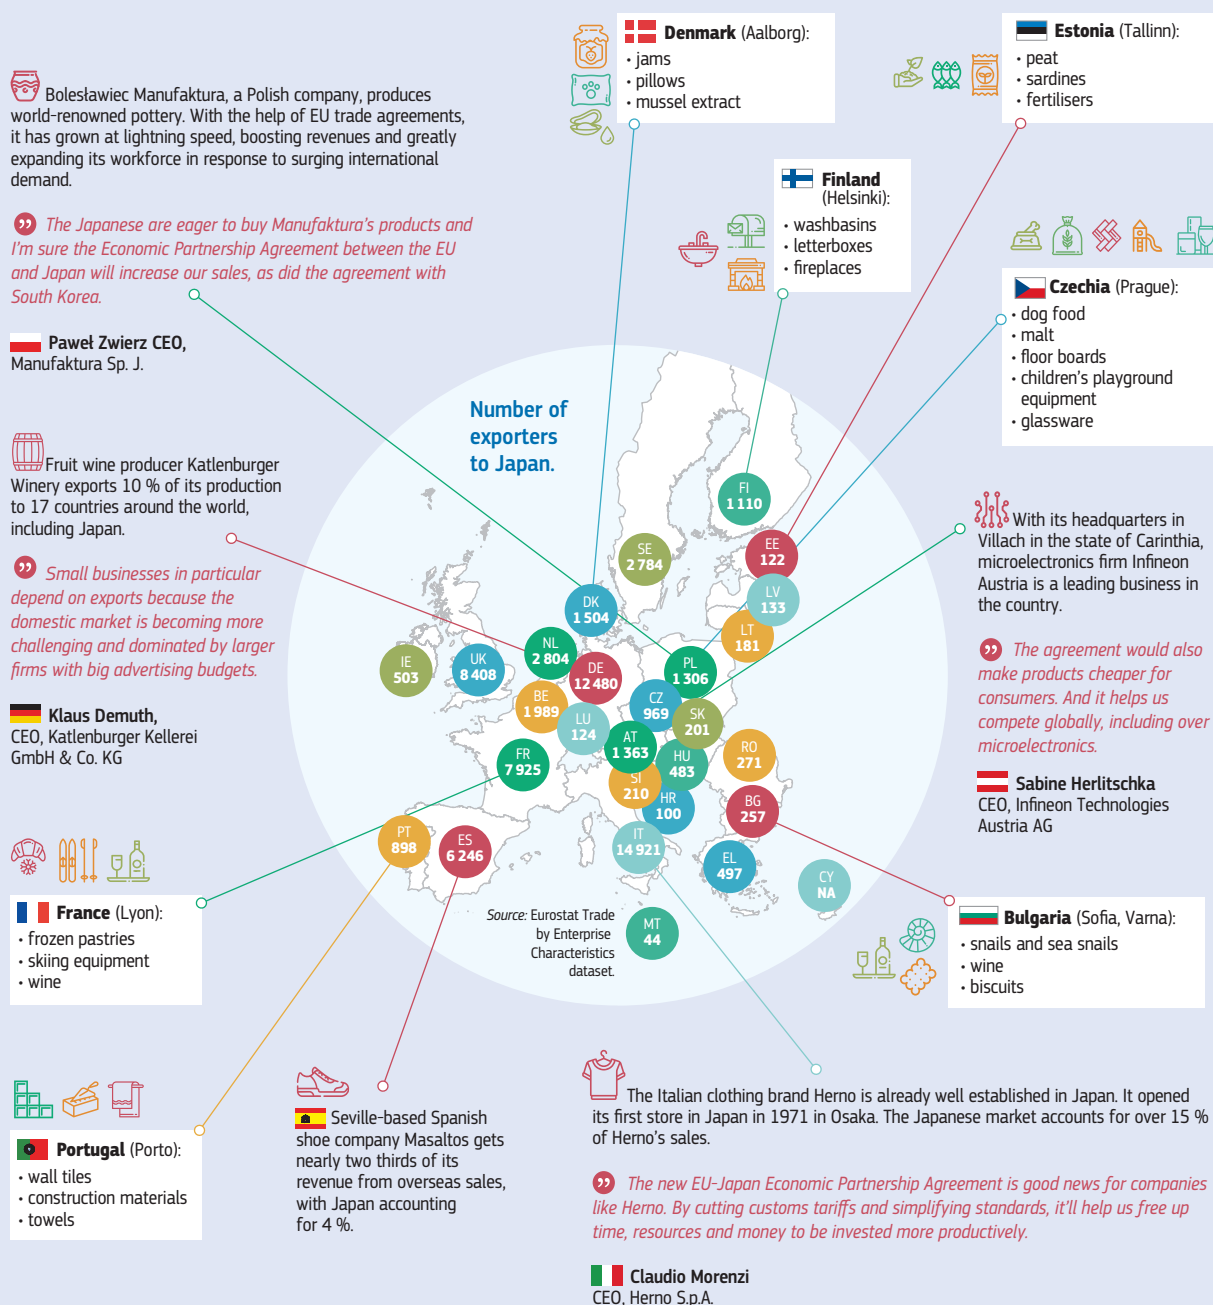 Denmark (Aalborg):
• jams
• pillows
• mussel extract
Estonia (Tallinn):
• peat
• sardines
• fertilisers
Bolesławiec Manufaktura, a Polish company, produces
world-renowned pottery. With the help of EU trade agreements,
it has grown at lightning speed, boosting revenues and greatly
expanding its workforce in response to surging international
demand.
The Japanese are eager to buy Manufaktura's products and
I'm sure the Economic Partnership Agreement between the EU
and Japan will increase our sales, as did the agreement with
South Korea.
Paweł Zwierz CEO,
Manufaktura Sp. J.
Finland
(Helsinki):
• washbasins
• letterboxes
• fireplaces
Czechia (Prague):
• dog food
• malt
• floor boards
• children's playground
equipment
• glassware
Number of
exporters
to Japan.
Fruit wine producer Katlenburger
Winery exports 10 % of its production
to 17 countries around the world,
including Japan.
Small businesses in particular
depend on exports because the
domestic market is becoming more
challenging and dominated by larger
firms with big advertising budgets.
Klaus Demuth,
CEO, Katlenburger Kellerei
GmbH & Co. KG
FI
1 110
SE
2 784
EE
122
LV
133
LT
181
DK
1 504
NL
2 804
DE
12 480
PL
1 306
IE
503
UK
8 408
BE
1 989
LU
124
CZ
969
SK
201
AT
1 363
HU
483
RO
271
FR
7 925
SI
210
HR
100
BG
257
PT
898
ES
6 246
IT
14 921
EL
497
CY
NA
MT
44
Source: Eurostat Trade
by Enterprise
Characteristics
dataset.
With its headquarters in
Villach in the state of Carinthia,
microelectronics firm Infineon
Austria is a leading business in
the country.
The agreement would also
make products cheaper for
consumers. And it helps us
compete globally, including over
microelectronics.
Sabine Herlitschka
CEO, Infineon Technologies
Austria AG
France (Lyon):
• frozen pastries
• skiing equipment
• wine
Bulgaria (Sofia, Varna):
• snails and sea snails
• wine
• biscuits
Portugal (Porto):
• wall tiles
• construction materials
• towels
Seville-based Spanish
shoe company Masaltos gets
nearly two thirds of its
revenue from overseas sales,
with Japan accounting
for 4 %.
The Italian clothing brand Herno is already well established in Japan. It opened
its first store in Japan in 1971 in Osaka. The Japanese market accounts for over 15 %
of Herno's sales.
The new EU-Japan Economic Partnership Agreement is good news for companies
like Herno. By cutting customs tariffs and simplifying standards, it'll help us free up
time, resources and money to be invested more productively.
Claudio Morenzi
CEO, Herno S.p.A.